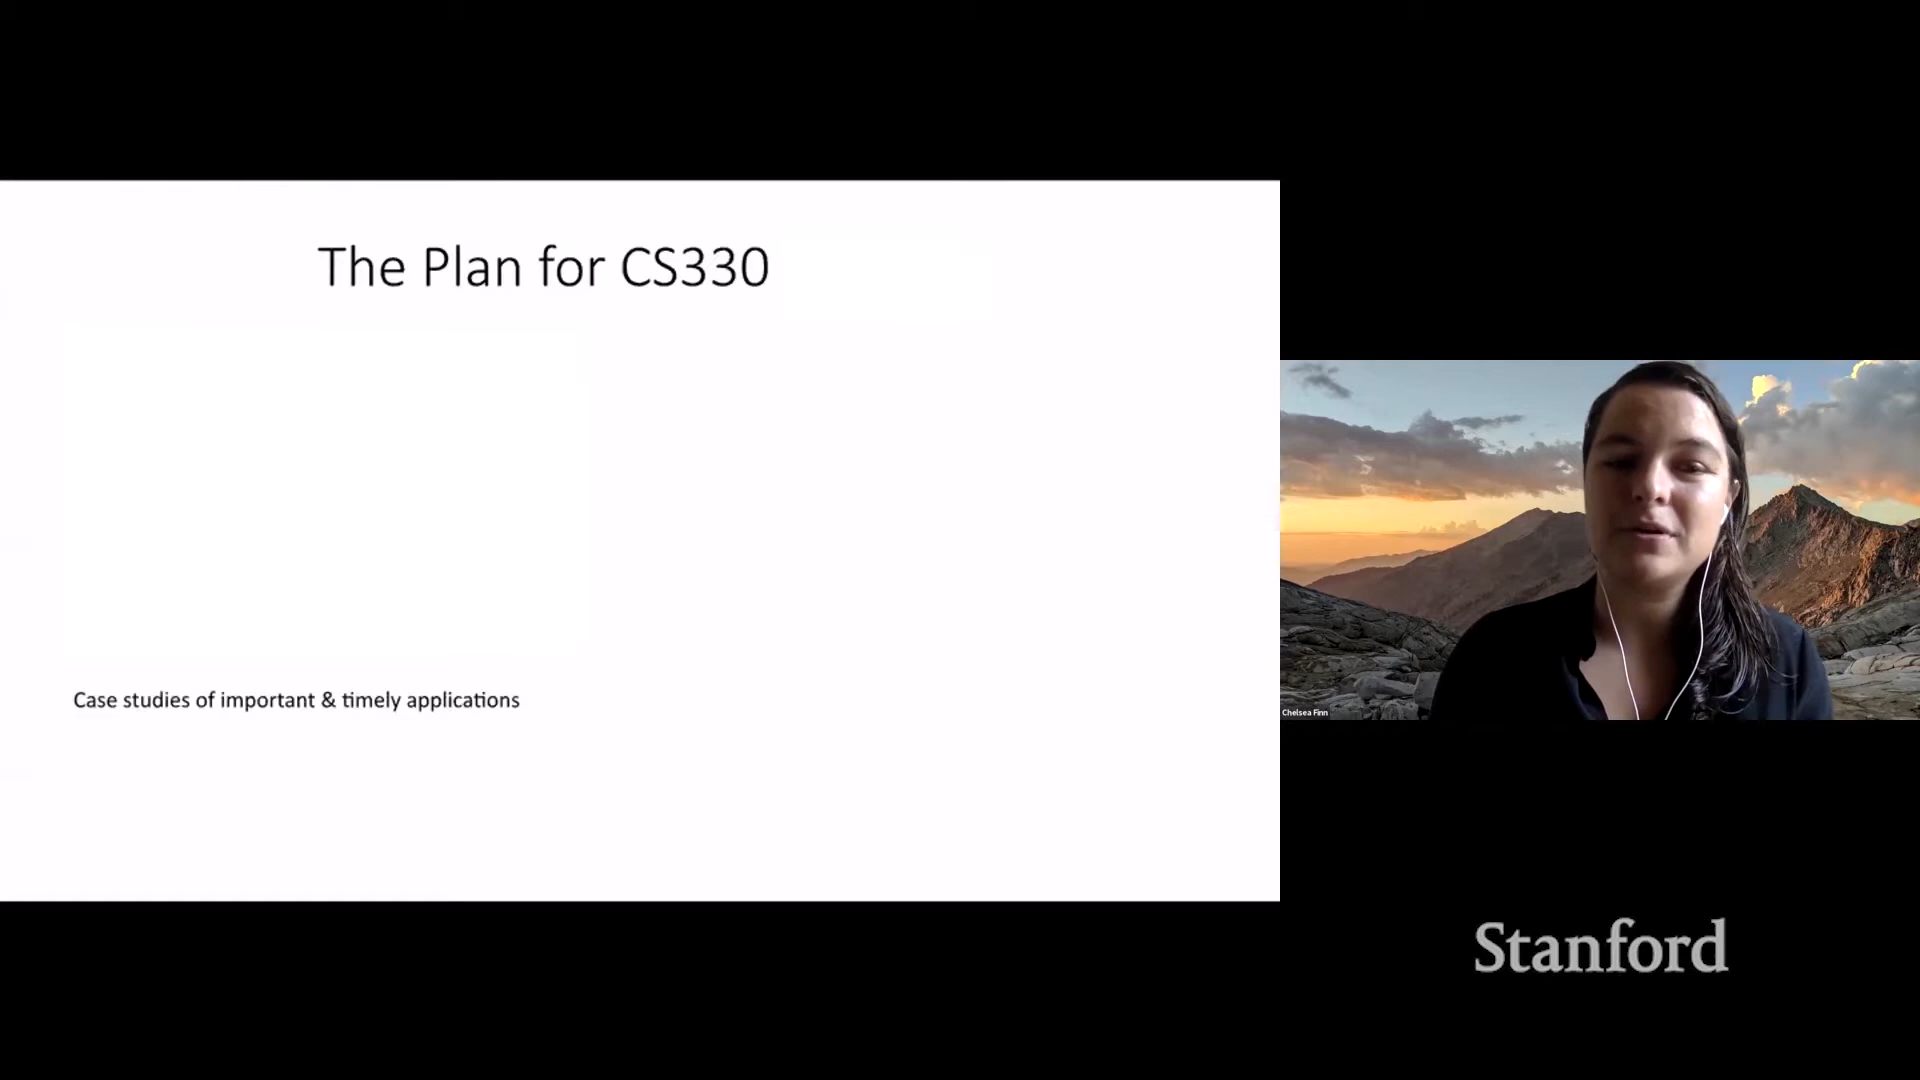 The Plan for CS330
Case studies of important & timely applications
Chelsea Finn
Stanford